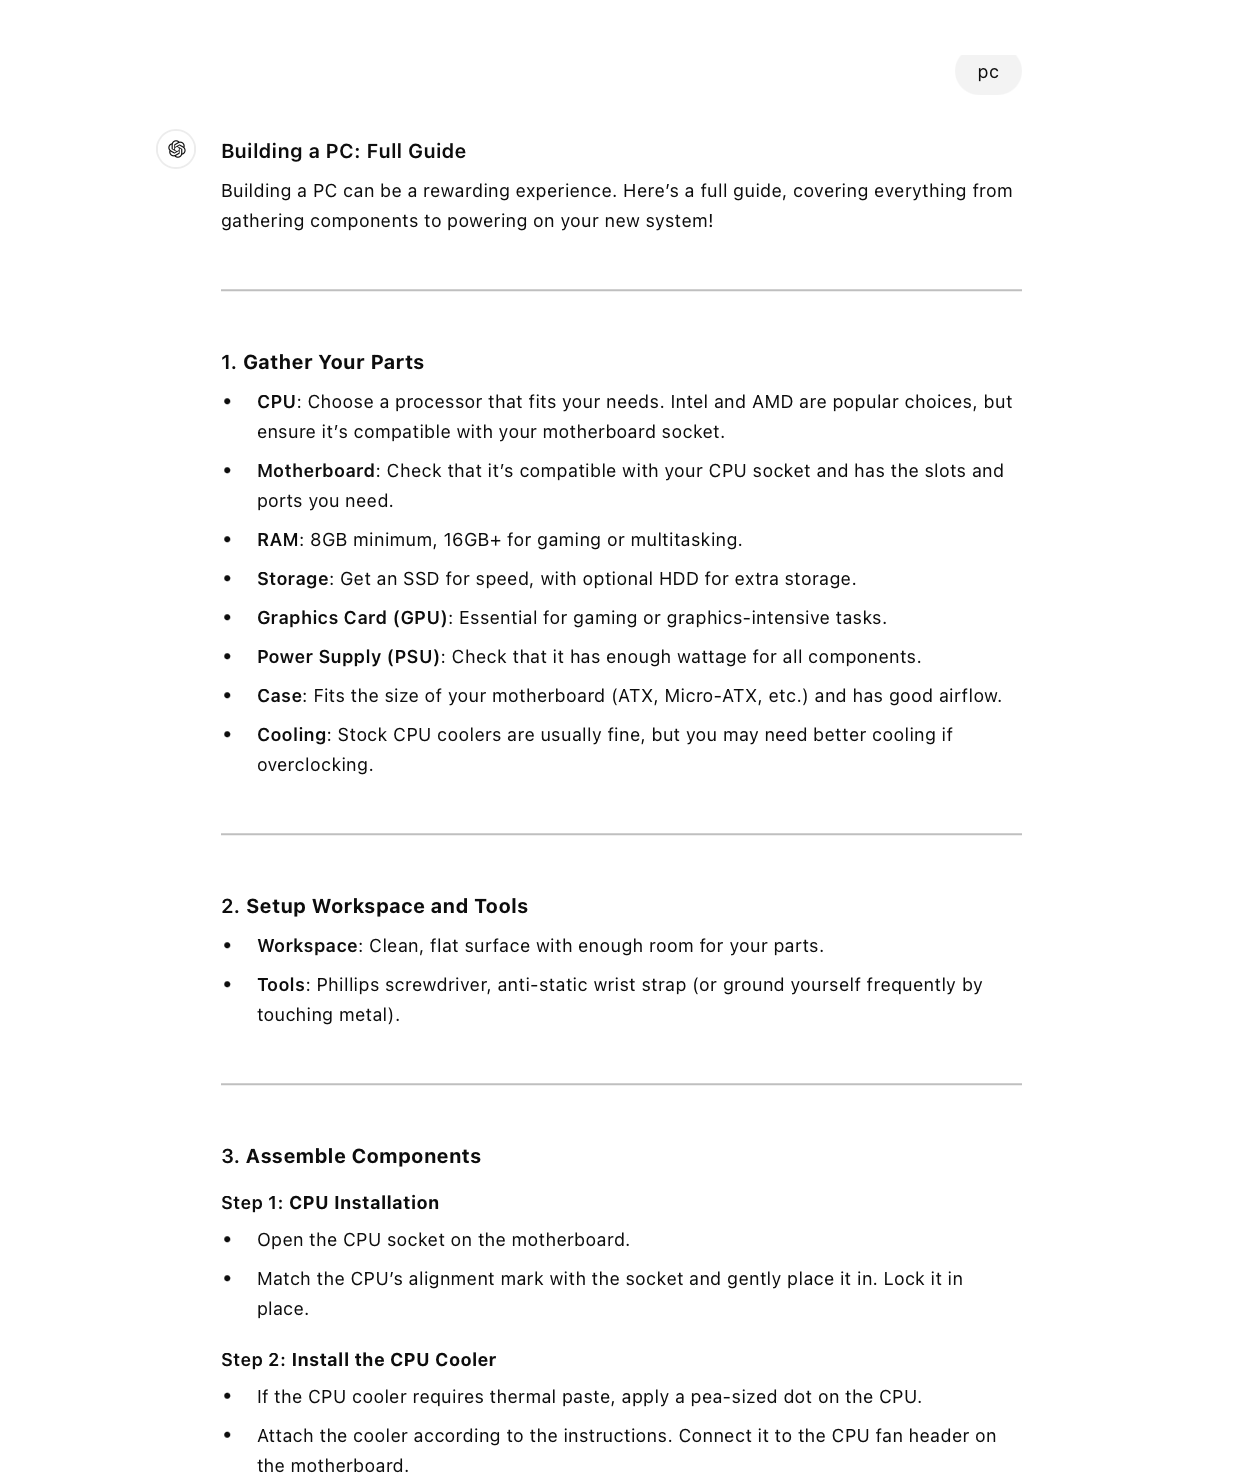 pc
Building a PC: Full Guide
Building a PC can be a rewarding experience. Here’s a full guide, covering everything from
gathering components to powering on your new system!
1. Gather Your Parts
• CPU: Choose a processor that fits your needs. Intel and AMD are popular choices, but
ensure it’s compatible with your motherboard socket.
• Motherboard: Check that it’s compatible with your CPU socket and has the slots and
ports you need.
• RAM: 8GB minimum, 16GB+ for gaming or multitasking.
• Storage: Get an SSD for speed, with optional HDD for extra storage.
• Graphics Card (GPU): Essential for gaming or graphics-intensive tasks.
• Power Supply (PSU): Check that it has enough wattage for all components.
• Case: Fits the size of your motherboard (ATX, Micro-ATX, etc.) and has good airflow.
• Cooling: Stock CPU coolers are usually fine, but you may need better cooling if
overclocking.
2. Setup Workspace and Tools
• Workspace: Clean, flat surface with enough room for your parts.
• Tools: Phillips screwdriver, anti-static wrist strap (or ground yourself frequently by
touching metal).
3. Assemble Components
Step 1: CPU Installation
• Open the CPU socket on the motherboard.
• Match the CPU’s alignment mark with the socket and gently place it in. Lock it in
place.
Step 2: Install the CPU Cooler
• If the CPU cooler requires thermal paste, apply a pea-sized dot on the CPU.
• Attach the cooler according to the instructions. Connect it to the CPU fan header on
the motherboard.